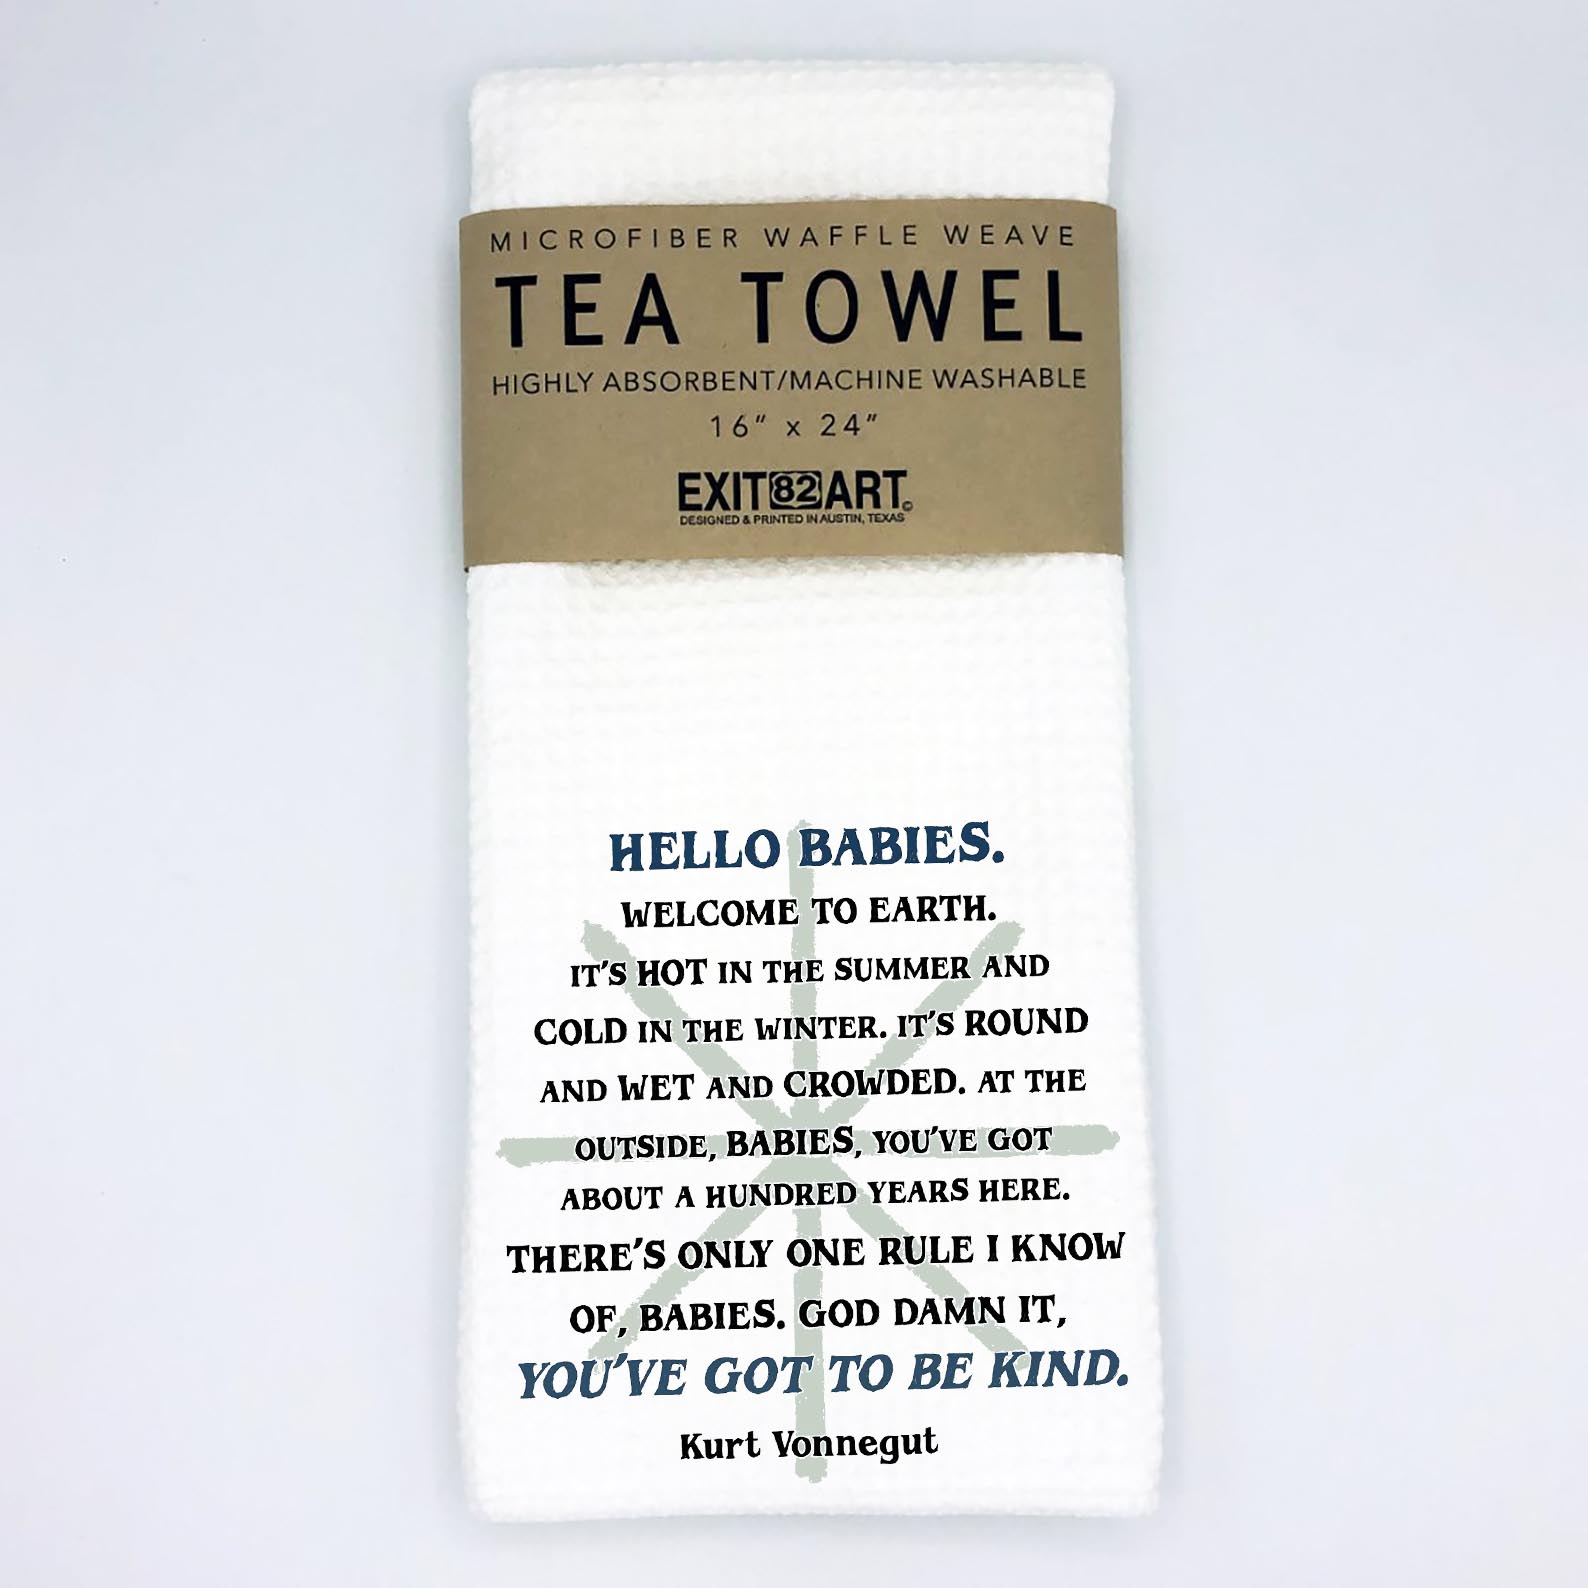 MICROFIBER WAFFLE WEAVE
TEA TOWEL
HIGHLY ABSORBENT/MACHINE WASHABLE
16" x 24"
EXIT82ART©
DESIGNED & PRINTED IN AUSTIN, TEXAS
HELLO BABIES.
WELCOME TO EARTH.
IT'S HOT IN THE SUMMER AND
COLD IN THE WINTER. IT'S ROUND
AND WET AND CROWDED. AT THE
OUTSIDE, BABIES, YOU'VE GOT
ABOUT A HUNDRED YEARS HERE.
THERE'S ONLY ONE RULE I KNOW
OF, BABIES. GOD DAMN IT,
YOU'VE GOT TO BE KIND.
Kurt Vonnegut